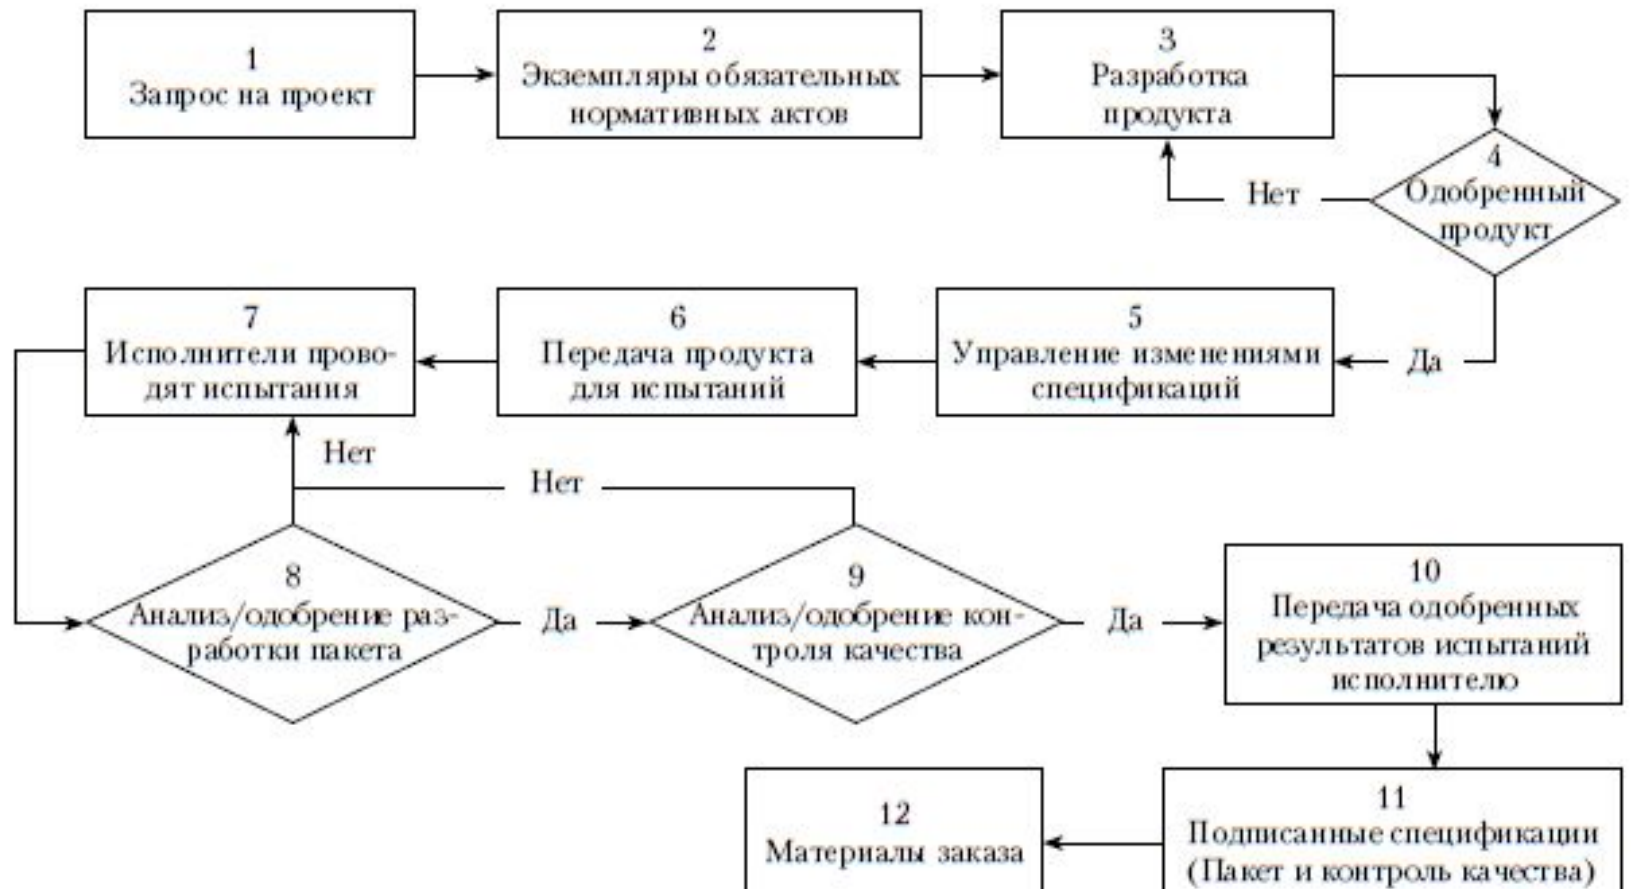 1
Запрос на проект
2
Экземпляры обязательных
нормативных актов
3
Разработка
продукта
4
Одобренный
продукт
Нет
Да
5
Управление изменениями
спецификаций
6
Передача продукта
для испытаний
7
Исполнители прово-
дят испытания
Нет
Нет
8
Анализ/одобрение раз-
работки пакета
Да
9
Анализ/одобрение кон-
троля качества
Да
10
Передача одобренных
результатов испытаний
исполнителю
11
Подписанные спецификации
(Пакет и контроль качества)
12
Материалы заказа